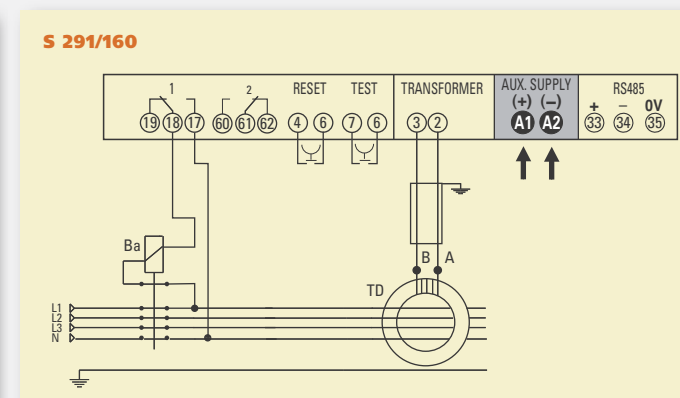 S 291/160
1 2 RESET TEST TRANSFORMER AUX. SUPPLY RS485
(+) (–) + – 0V
19 18 17 60 61 62 4 6 7 6 3 2 A1 A2 33 34 35
Ba
B A
TD
L1
L2
L3
N